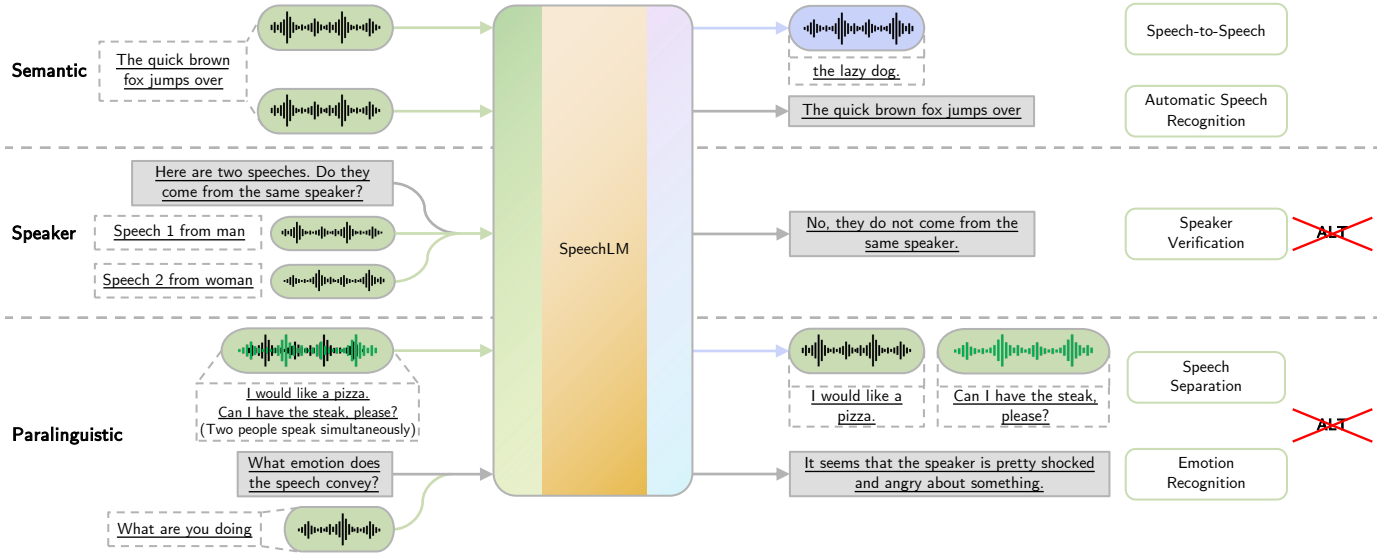 Semantic
The quick brown
fox jumps over
SpeechLM
the lazy dog.
The quick brown fox jumps over
Speech-to-Speech
Automatic Speech
Recognition
Speaker
Here are two speeches. Do they
come from the same speaker?
Speech 1 from man
Speech 2 from woman
No, they do not come from the
same speaker.
Speaker
Verification
ALT
Paralinguistic
I would like a pizza.
Can I have the steak, please?
(Two people speak simultaneously)
What emotion does
the speech convey?
What are you doing
I would like a
pizza.
Can I have the steak,
please?
It seems that the speaker is pretty shocked
and angry about something.
Speech
Separation
Emotion
Recognition
ALT